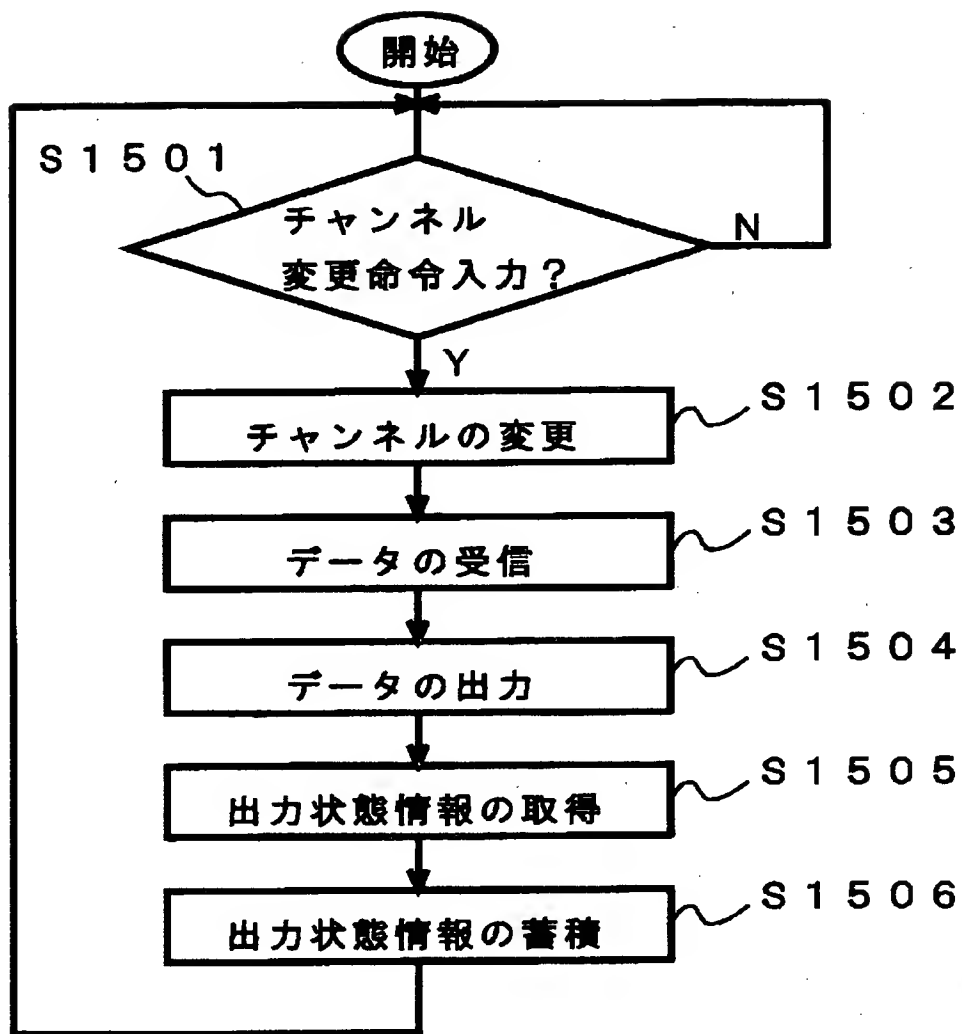 開始
S1501
チャンネル
変更命令入力?
N
Y
チャンネルの変更
S1502
データの受信
S1503
データの出力
S1504
出力状態情報の取得
S1505
出力状態情報の蓄積
S1506